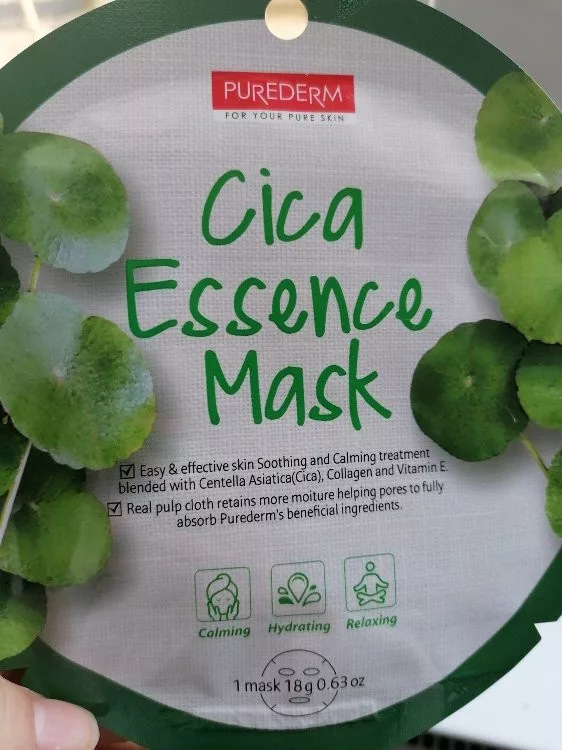 PUREDERM
FOR YOUR PURE SKIN
Cica
Essence
Mask
Easy & effective skin Soothing and Calming treatment
blended with Centella Asiatica(Cica), Collagen and Vitamin E.
Real pulp cloth retains more moiture helping pores to fully
absorb Purederm's beneficial ingredients.
Calming Hydrating Relaxing
1 mask 18g 0.63oz